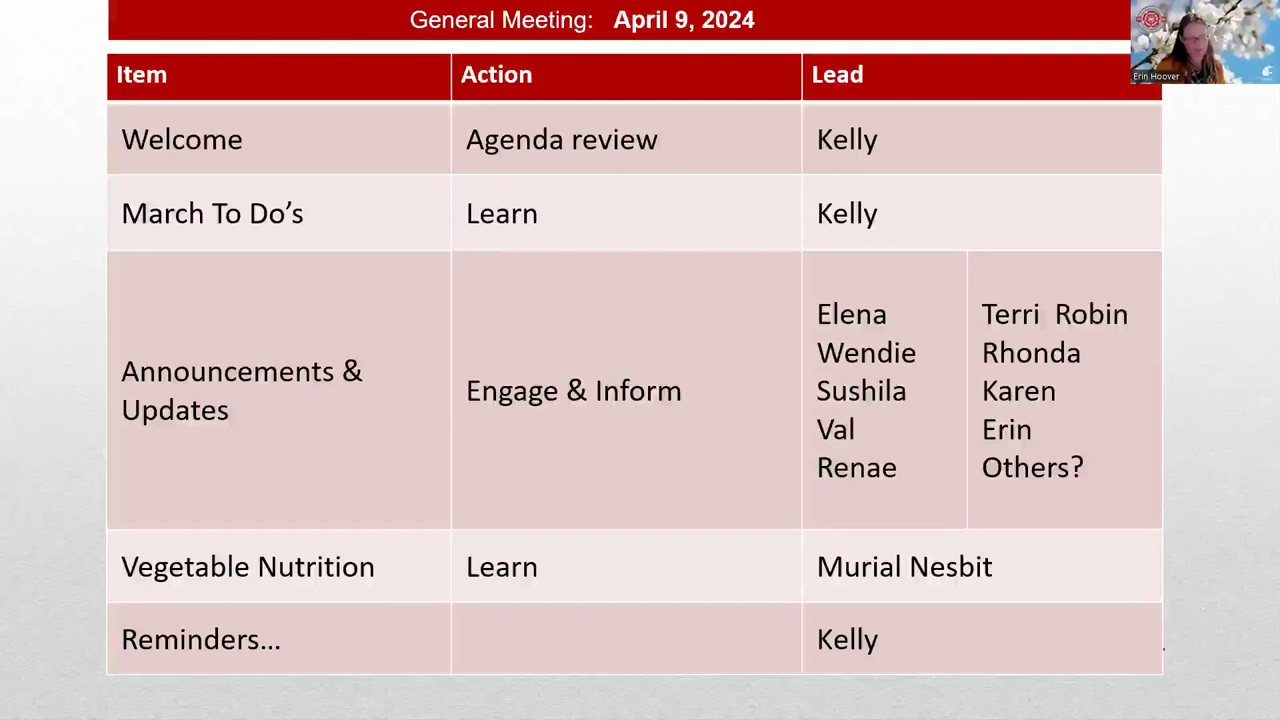 General Meeting: April 9, 2024
Item Action Lead
Welcome Agenda review Kelly
March To Do’s Learn Kelly
Announcements &
Updates
Engage & Inform
Elena
Wendie
Sushila
Val
Renae
Terri Robin
Rhonda
Karen
Erin
Others?
Vegetable Nutrition Learn Murial Nesbit
Reminders... Kelly
Erin Hoover